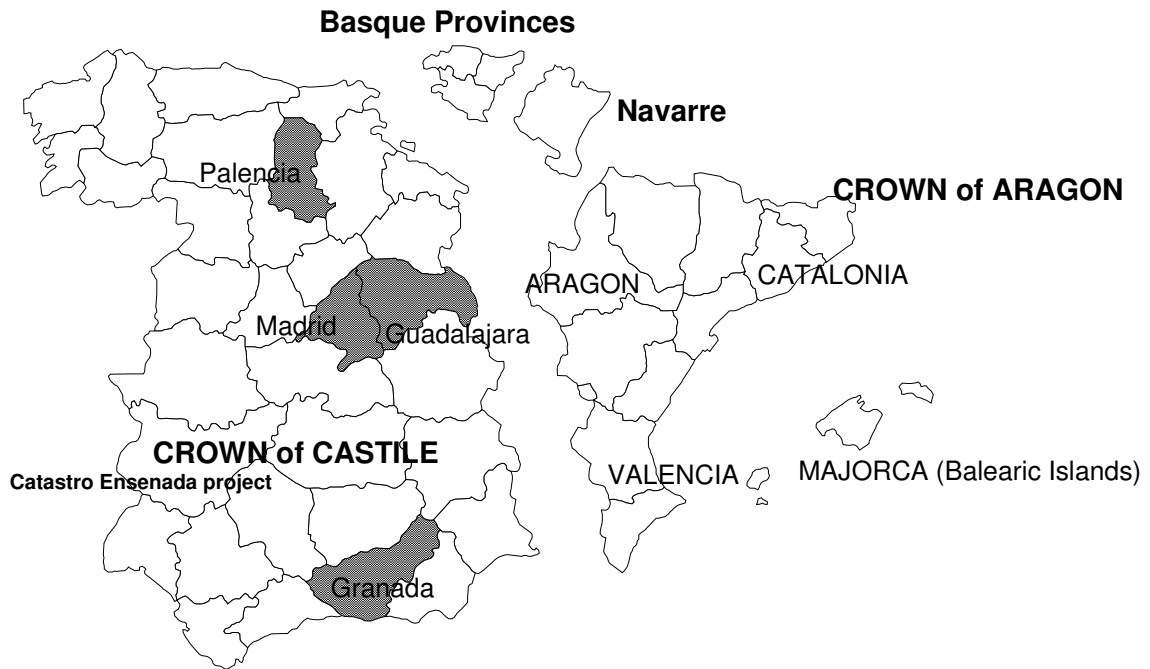 Basque Provinces
Navarre
Palencia
CROWN of ARAGON
ARAGON
CATALONIA
Madrid
Guadalajara
CROWN of CASTILE
Catastro Ensenada project
VALENCIA
MAJORCA (Balearic Islands)
Granada